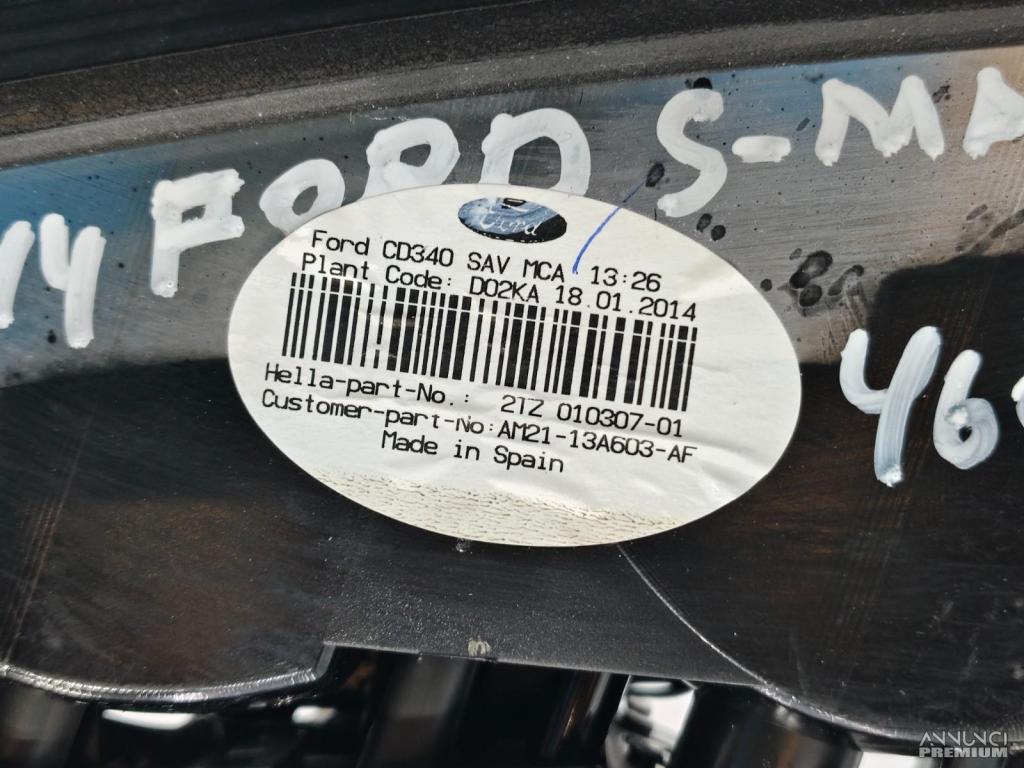 14 FORD S-MA
Ford
Ford CD340 SAV MCA 13:26
Plant Code: D02KA 18.01.2014
Hella-part-No.: 2TZ 010307-01
Customer-part-No:AM21-13A603-AF
Made in Spain
46
ANNUNCI
PREMIUM